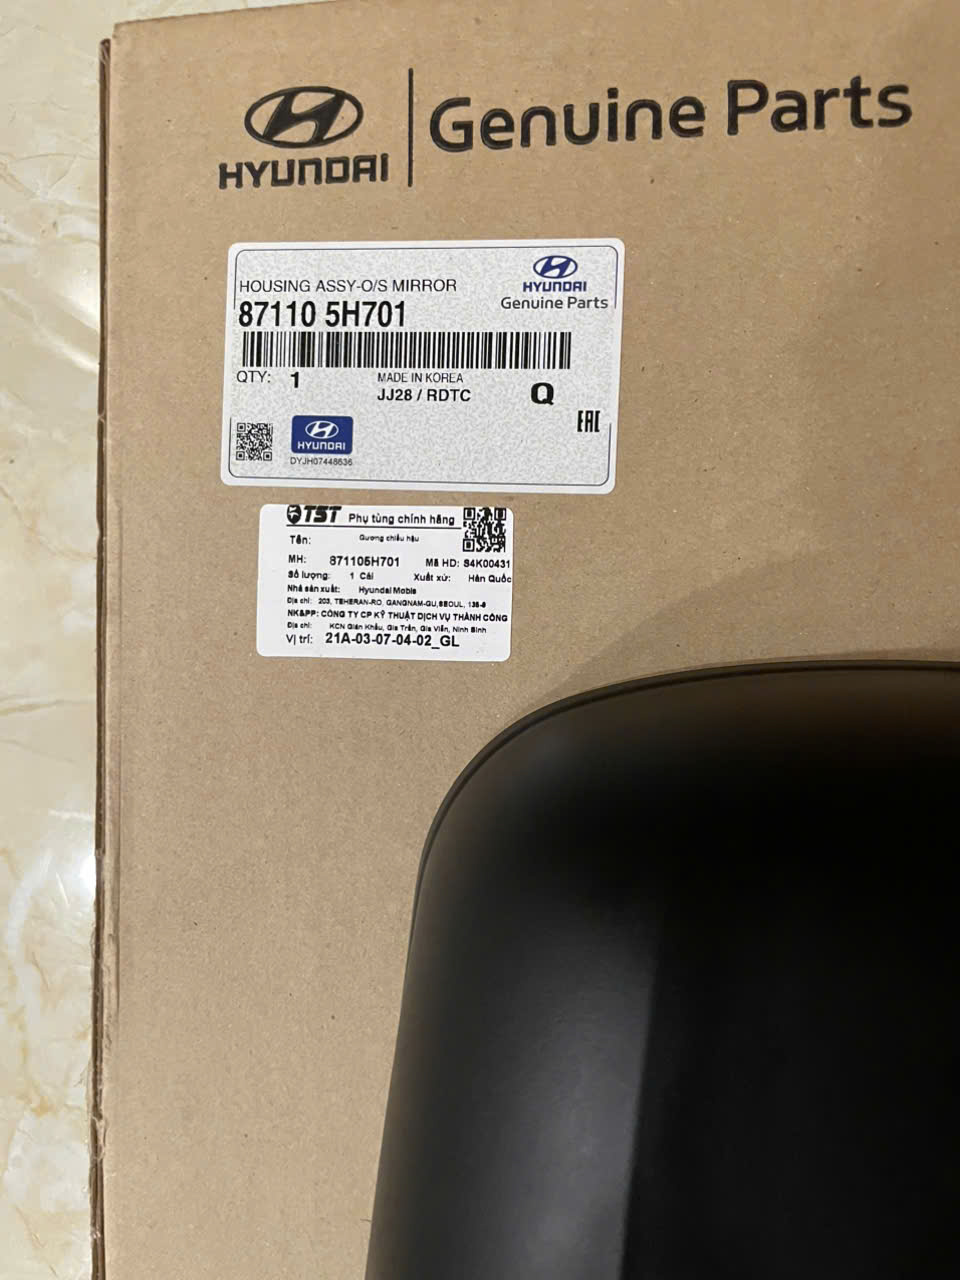 HYUNDAI
Genuine Parts
HOUSING ASSY-O/S MIRROR
87110 5H701
HYUNDAI
Genuine Parts
QTY: 1
MADE IN KOREA
JJ28 / RDTC
Q
EAC
HYUNDAI
DYJH07448636
TST Phụ tùng chính hãng
Tên: Gương chiếu hậu
MH: 871105H701 Mã HD: S4K00431
Số lượng: 1 Cái Xuất xứ: Hàn Quốc
Nhà sản xuất: Hyundai Mobis
Địa chỉ: 203, TEHERAN-RO, GANGNAM-GU,SEOUL, 135-9
NK&PP: CÔNG TY CP KỸ THUẬT DỊCH VỤ THÀNH CÔNG
Địa chỉ: KCN Gián Khẩu, Gia Trấn, Gia Viễn, Ninh Bình
Vị trí: 21A-03-07-04-02_GL